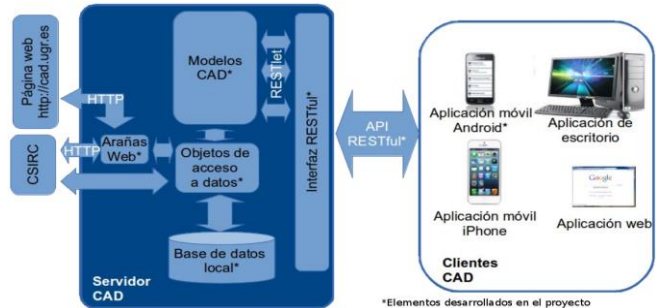 Página web
http://cad.ugr.es
CSIRC
HTTP
HTTP
Arañas
Web*
Modelos
CAD*
RESTlet
Objetos de
acceso
a datos*
Base de datos
local*
Interfaz RESTful*
Servidor
CAD
API
RESTful*
Aplicación móvil
Android*
Aplicación de
escritorio
Aplicación móvil
iPhone
Google
Aplicación web
Clientes
CAD
*Elementos desarrollados en el proyecto